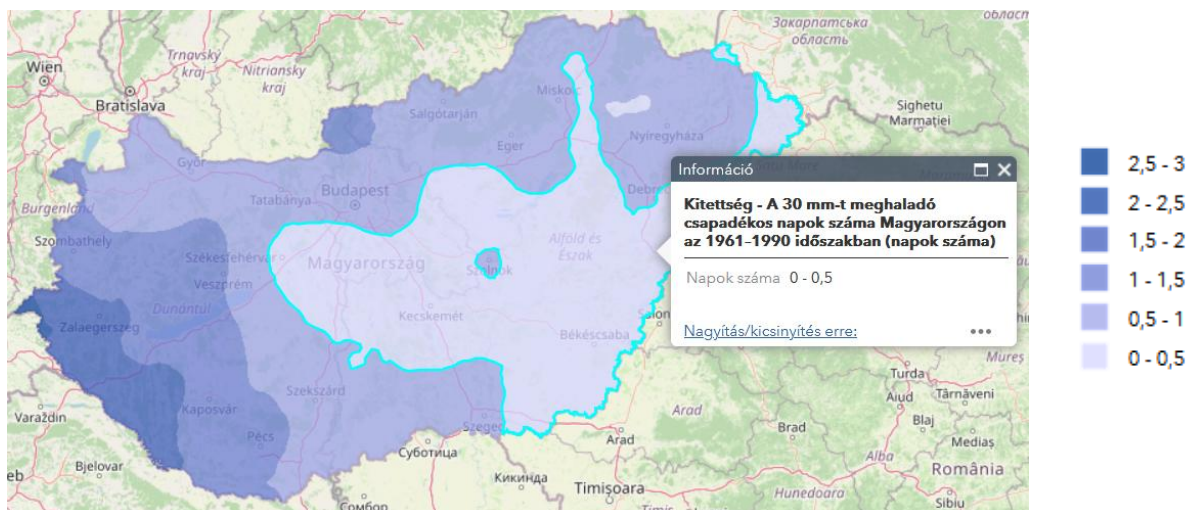 Wien
Bratislava
Trnavský
kraj
Nitriansky
kraj
Закарпатська
область
Sighetu
Marmației
Burgenland
Győr
Tatabánya
Budapest
Salgótarján
Eger
Miskolc
Nyíregyháza
Szombathely
Székesfehérvár
Veszprém
Dunántúl
Magyarország
Szolnok
Alföld és
Észak
Kecskemét
Békéscsaba
Zalaegerszeg
Kaposvár
Szekszárd
Pécs
Szeged
Varaždin
Bjelovar
Суботица
Кикинда
Сомбор
Timișoara
Arad
Arad
Brad
Hunedoara
Alba
Turda
Aiud
Târnăveni
Blaj
Mediaș
România
Sibiu
Mureș
Információ
Kitettség - A 30 mm-t meghaladó
csapadékos napok száma Magyarországon
az 1961–1990 időszakban (napok száma)
Napok száma 0 - 0,5
Nagyítás/kicsinyítés erre:
2,5 - 3
2 - 2,5
1,5 - 2
1 - 1,5
0,5 - 1
0 - 0,5